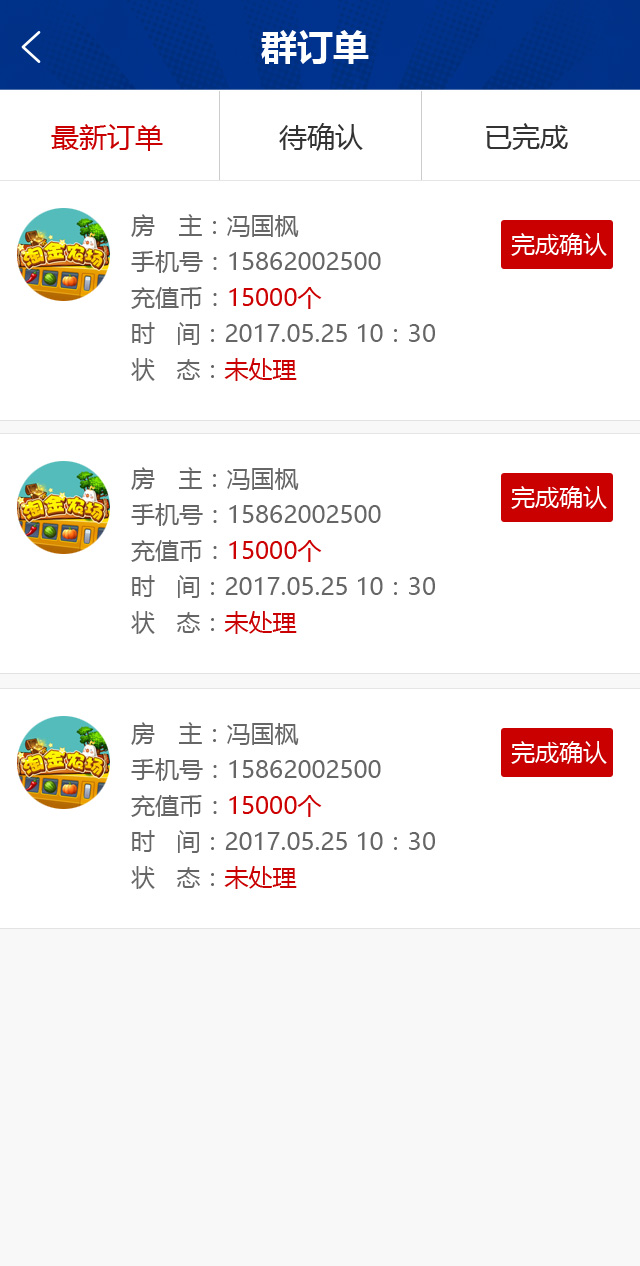 群订单
最新订单 待确认 已完成
淘金农场
房 主：冯国枫
完成确认
手机号：15862002500
充值币：15000个
时 间：2017.05.25 10：30
状 态：未处理
淘金农场
房 主：冯国枫
完成确认
手机号：15862002500
充值币：15000个
时 间：2017.05.25 10：30
状 态：未处理
淘金农场
房 主：冯国枫
完成确认
手机号：15862002500
充值币：15000个
时 间：2017.05.25 10：30
状 态：未处理